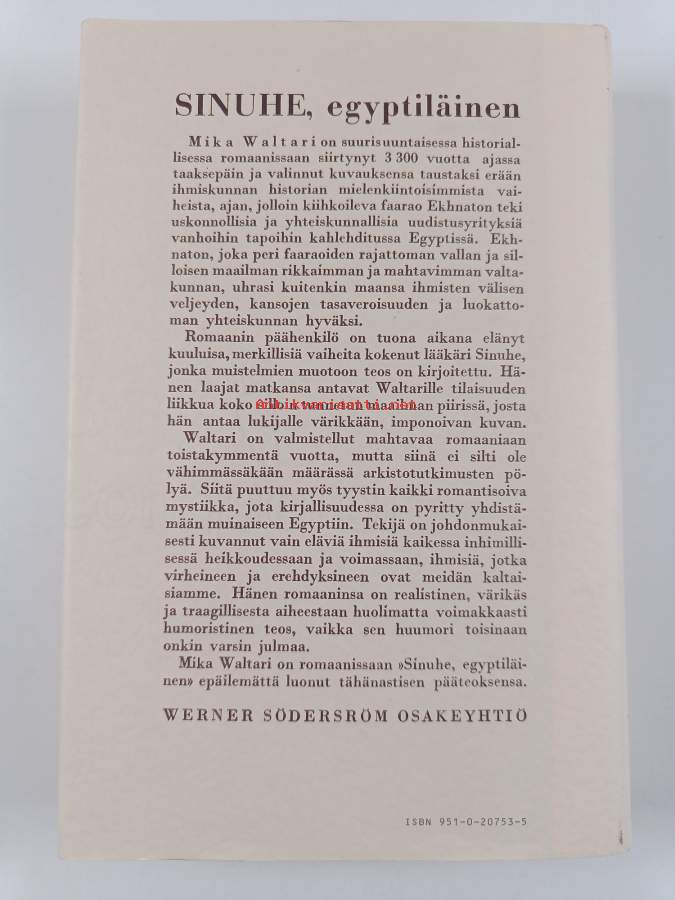 SINUHE, egyptiläinen
Mika Waltari on suurisuuntaisessa historial-
lisessa romaanissaan siirtynyt 3 300 vuotta ajassa
taaksepäin ja valinnut kuvauksensa taustaksi erään
ihmiskunnan historian mielenkiintoisimmista vai-
heista, ajan, jolloin kiihkoileva faarao Ekhnaton teki
uskonnollisia ja yhteiskunnallisia uudistusyrityksiä
vanhoihin tapoihin kahlehditussa Egyptissä. Ekh-
naton, joka peri faaraoiden rajattoman vallan ja sil-
loisen maailman rikkaimman ja mahtavimman valta-
kunnan, uhrasi kuitenkin maansa ihmisten välisen
veljeyden, kansojen tasaveroisuuden ja luokatto-
man yhteiskunnan hyväksi.
Romaanin päähenkilö on tuona aikana elänyt
kuuluisa, merkillisiä vaiheita kokenut lääkäri Sinuhe,
jonka muistelmien muotoon teos on kirjoitettu. Hä-
nen laajat matkansa antavat Waltarille tilaisuuden
liikkua koko silloin tunnetun maailman piirissä, josta
hän antaa lukijalle värikkään, imponoivan kuvan.
Waltari on valmistellut mahtavaa romaaniaan
toistakymmentä vuotta, mutta siinä ei silti ole
vähimmässäkään määrässä arkistotutkimusten pö-
lyä. Siitä puuttuu myös tyystin kaikki romantisoiva
mystiikka, jota kirjallisuudessa on pyritty yhdistä-
mään muinaiseen Egyptiin. Tekijä on johdonmukai-
sesti kuvannut vain eläviä ihmisiä kaikessa inhimilli-
sessä heikkoudessaan ja voimassaan, ihmisiä, jotka
virheineen ja erehdyksineen ovat meidän kaltai-
siamme. Hänen romaaninsa on realistinen, värikäs
ja traagillisesta aiheestaan huolimatta voimakkaasti
humoristinen teos, vaikka sen huumori toisinaan
onkin varsin julmaa.
Mika Waltari on romaanissaan »Sinuhe, egyptiläi-
nen» epäilemättä luonut tähänastisen pääteoksensa.
WERNER SÖDERSRÖM OSAKEYHTIÖ
ISBN 951-0-20753-5